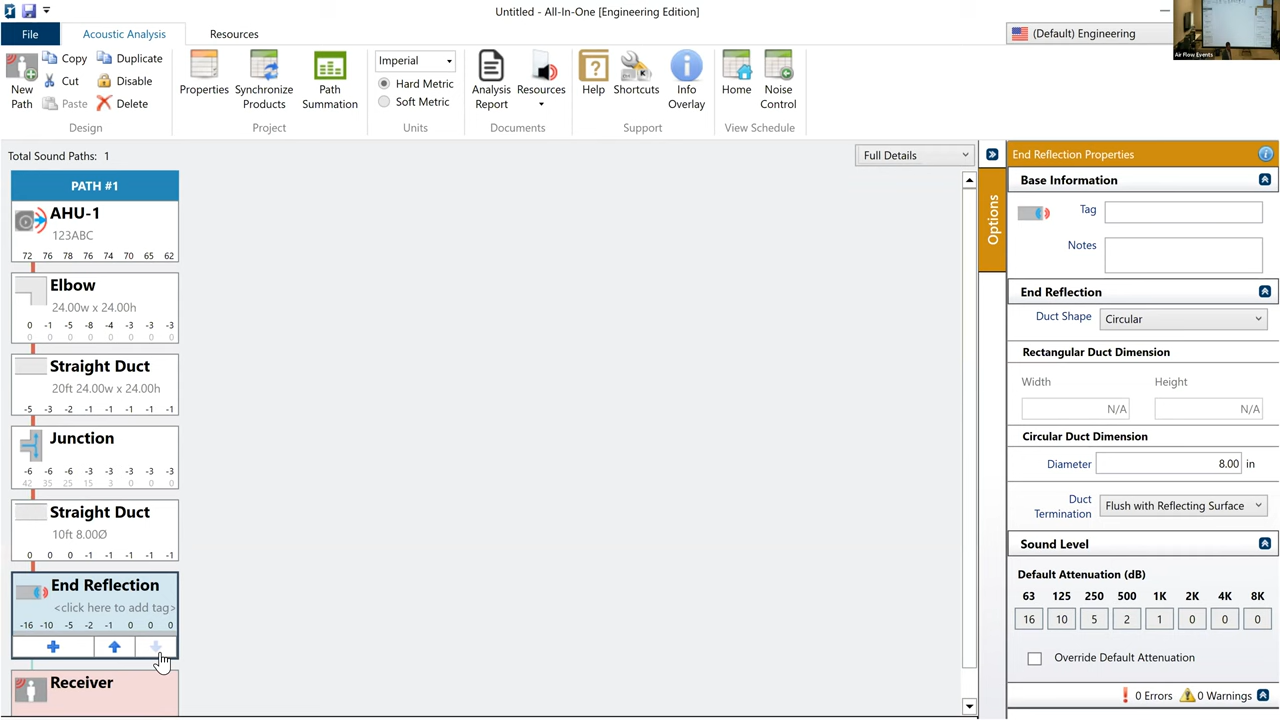 Untitled - All-In-One [Engineering Edition]
File
Acoustic Analysis
Resources
(Default) Engineering
Air Flow Events
New Path
Copy
Cut
Paste
Duplicate
Disable
Delete
Design
Properties
Synchronize Products
Path Summation
Project
Imperial
Hard Metric
Soft Metric
Units
Analysis Report
Resources
Documents
Help
Shortcuts
Info Overlay
Support
Home
Noise Control
View Schedule
Total Sound Paths: 1
Full Details
PATH #1
AHU-1
123ABC
72 76 78 76 74 70 65 62
Elbow
24.00w x 24.00h
0 -1 -5 -8 -4 -3 -3 -3
0 0 0 0 0 0 0 0
Straight Duct
20ft 24.00w x 24.00h
-5 -3 -2 -1 -1 -1 -1 -1
Junction
-6 -6 -6 -3 -3 -3 -3 -3
42 35 25 15 3 0 0 0
Straight Duct
10ft 8.00Ø
0 0 0 -1 -1 -1 -1 -1
End Reflection
<click here to add tag>
-16 -10 -5 -2 -1 0 0 0
Receiver
Options
End Reflection Properties
Base Information
Tag
Notes
End Reflection
Duct Shape
Circular
Rectangular Duct Dimension
Width
Height
N/A
N/A
Circular Duct Dimension
Diameter
8.00 in
Duct Termination
Flush with Reflecting Surface
Sound Level
Default Attenuation (dB)
63 125 250 500 1K 2K 4K 8K
16 10 5 2 1 0 0 0
Override Default Attenuation
0 Errors
0 Warnings